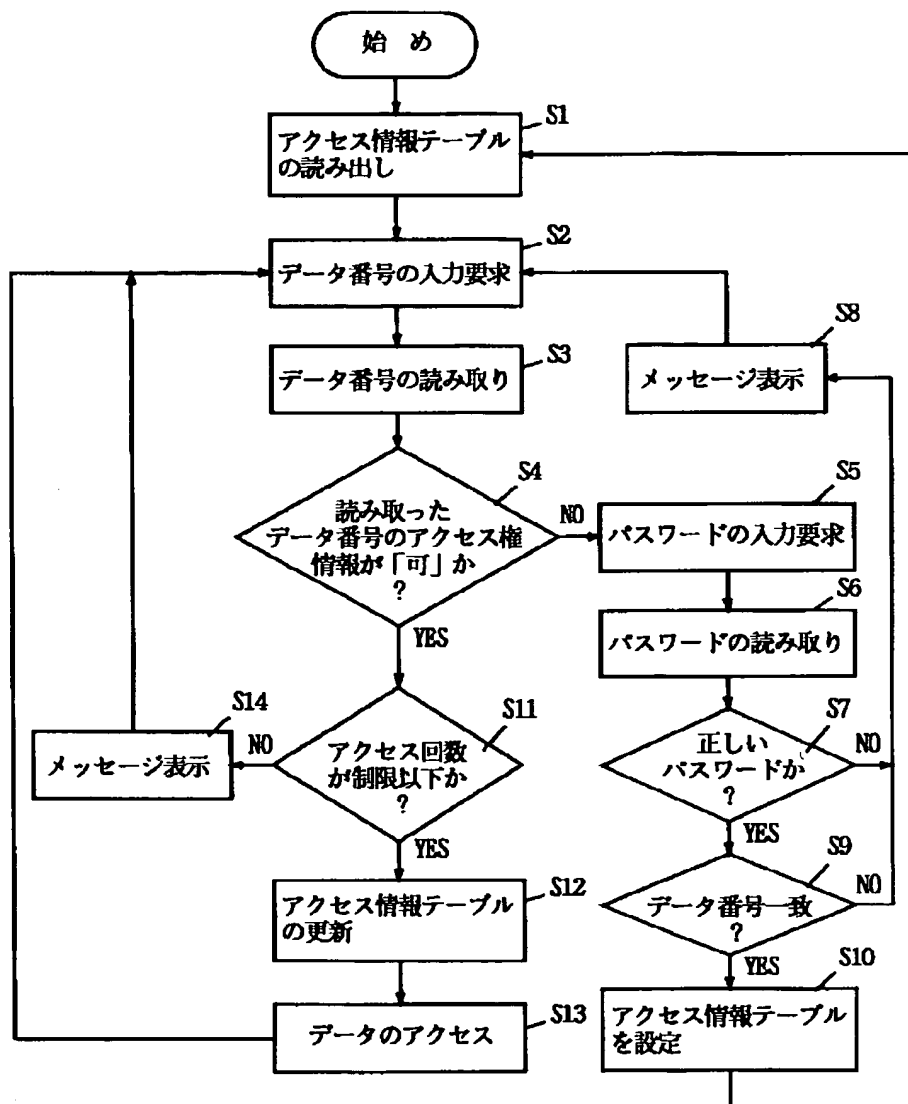 始 め
S1
アクセス情報テーブル
の読み出し
S2
データ番号の入力要求
S3
データ番号の読み取り
S8
メッセージ表示
S4
読み取った
データ番号のアクセス権
情報が「可」か
?
NO
YES
S5
パスワードの入力要求
S6
パスワードの読み取り
S7
正しい
パスワードか
?
NO
YES
S14
メッセージ表示
NO
S11
アクセス回数
が制限以下か
?
YES
S9
データ番号一致
?
NO
YES
S12
アクセス情報テーブル
の更新
S10
アクセス情報テーブル
を設定
S13
データのアクセス